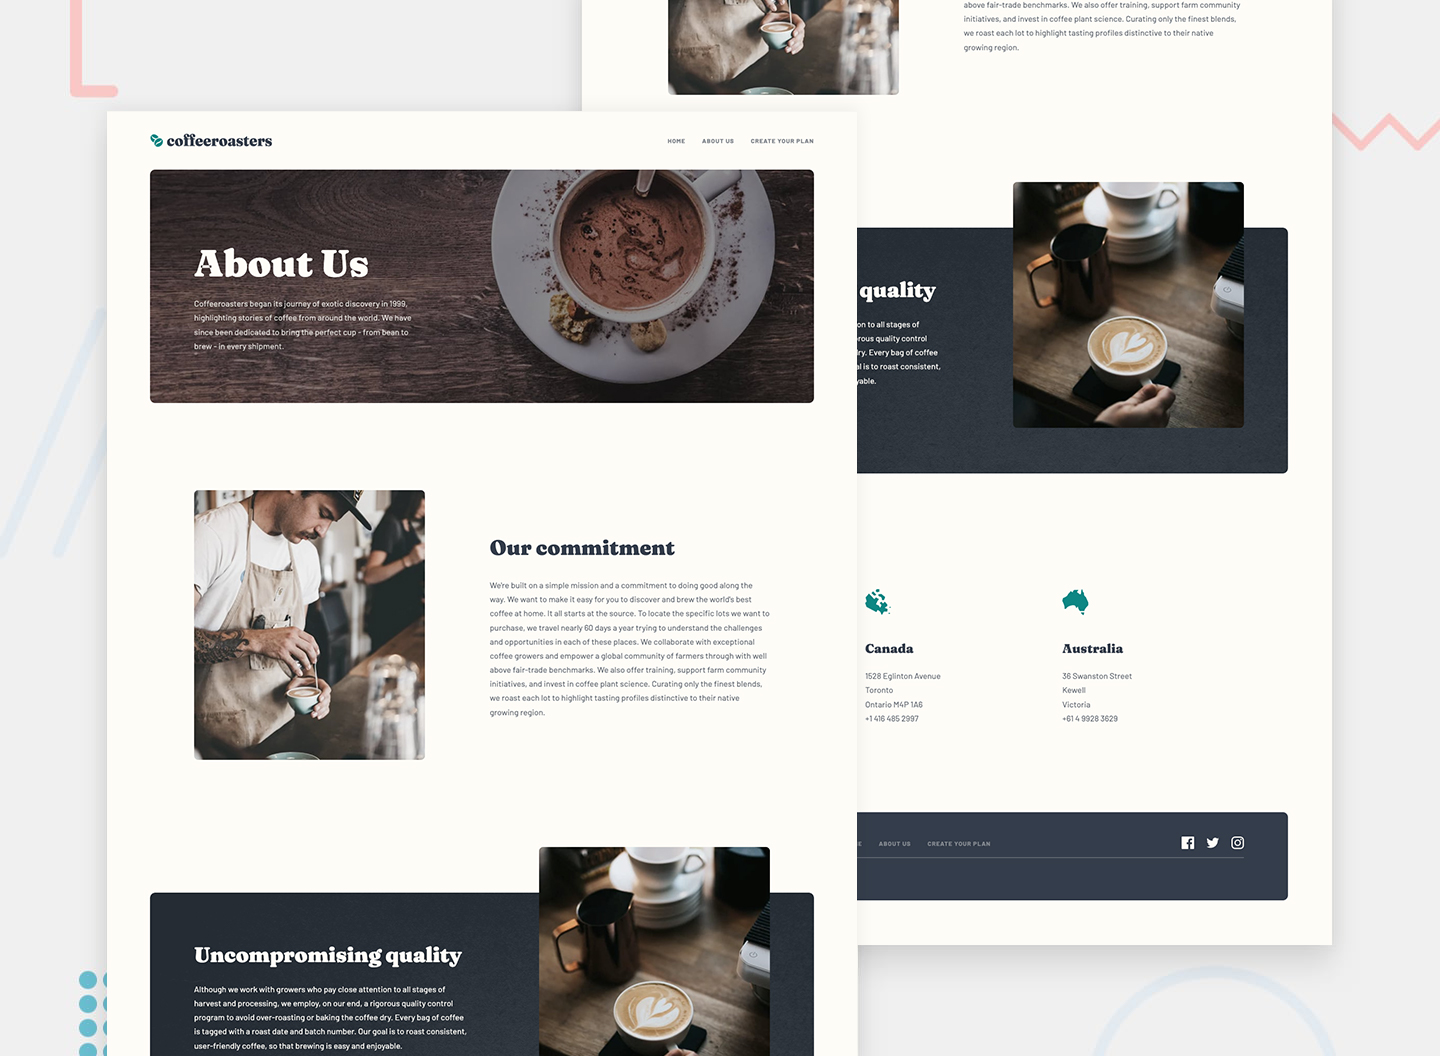 above fair-trade benchmarks. We also offer training, support farm community
initiatives, and invest in coffee plant science. Curating only the finest blends,
we roast each lot to highlight tasting profiles distinctive to their native
growing region.
coffeeroasters
HOME ABOUT US CREATE YOUR PLAN
About Us
Coffeeroasters began its journey of exotic discovery in 1999,
highlighting stories of coffee from around the world. We have
since been dedicated to bring the perfect cup - from bean to
brew - in every shipment.
quality
on to all stages of
rous quality control
dry. Every bag of coffee
al is to roast consistent,
yable.
Our commitment
We're built on a simple mission and a commitment to doing good along the
way. We want to make it easy for you to discover and brew the world's best
coffee at home. It all starts at the source. To locate the specific lots we want to
purchase, we travel nearly 60 days a year trying to understand the challenges
and opportunities in each of these places. We collaborate with exceptional
coffee growers and empower a global community of farmers through with well
above fair-trade benchmarks. We also offer training, support farm community
initiatives, and invest in coffee plant science. Curating only the finest blends,
we roast each lot to highlight tasting profiles distinctive to their native
growing region.
Canada
1528 Eglinton Avenue
Toronto
Ontario M4P 1A6
+1 416 485 2997
Australia
36 Swanston Street
Kewell
Victoria
+61 4 9928 3629
E ABOUT US CREATE YOUR PLAN
Uncompromising quality
Although we work with growers who pay close attention to all stages of
harvest and processing, we employ, on our end, a rigorous quality control
program to avoid over-roasting or baking the coffee dry. Every bag of coffee
is tagged with a roast date and batch number. Our goal is to roast consistent,
user-friendly coffee, so that brewing is easy and enjoyable.